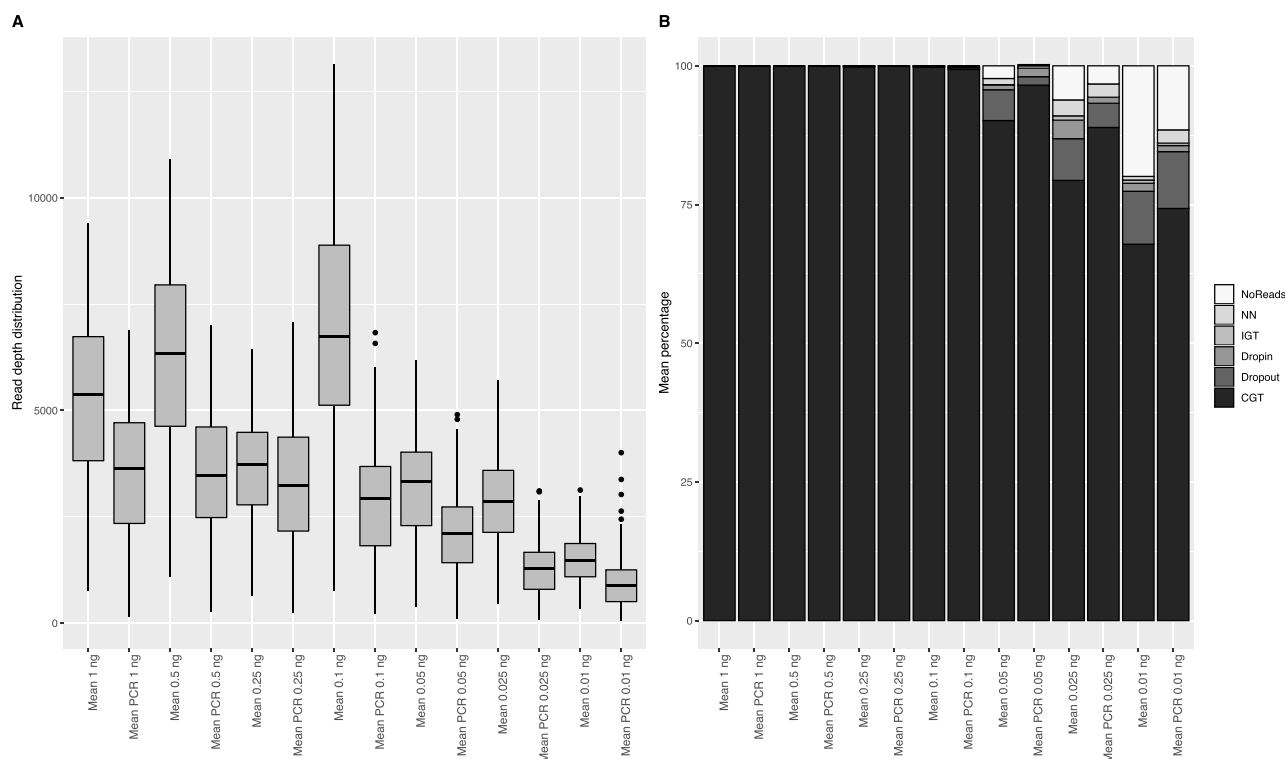 A
Read depth distribution
10000
5000
0
Mean 1 ng
Mean PCR 1 ng
Mean 0.5 ng
Mean PCR 0.5 ng
Mean 0.25 ng
Mean PCR 0.25 ng
Mean 0.1 ng
Mean PCR 0.1 ng
Mean 0.05 ng
Mean PCR 0.05 ng
Mean 0.025 ng
Mean PCR 0.025 ng
Mean 0.01 ng
Mean PCR 0.01 ng
B
Mean percentage
100
75
50
25
0
Mean 1 ng
Mean PCR 1 ng
Mean 0.5 ng
Mean PCR 0.5 ng
Mean 0.25 ng
Mean PCR 0.25 ng
Mean 0.1 ng
Mean PCR 0.1 ng
Mean 0.05 ng
Mean PCR 0.05 ng
Mean 0.025 ng
Mean PCR 0.025 ng
Mean 0.01 ng
Mean PCR 0.01 ng
NoReads
NN
IGT
Dropin
Dropout
CGT